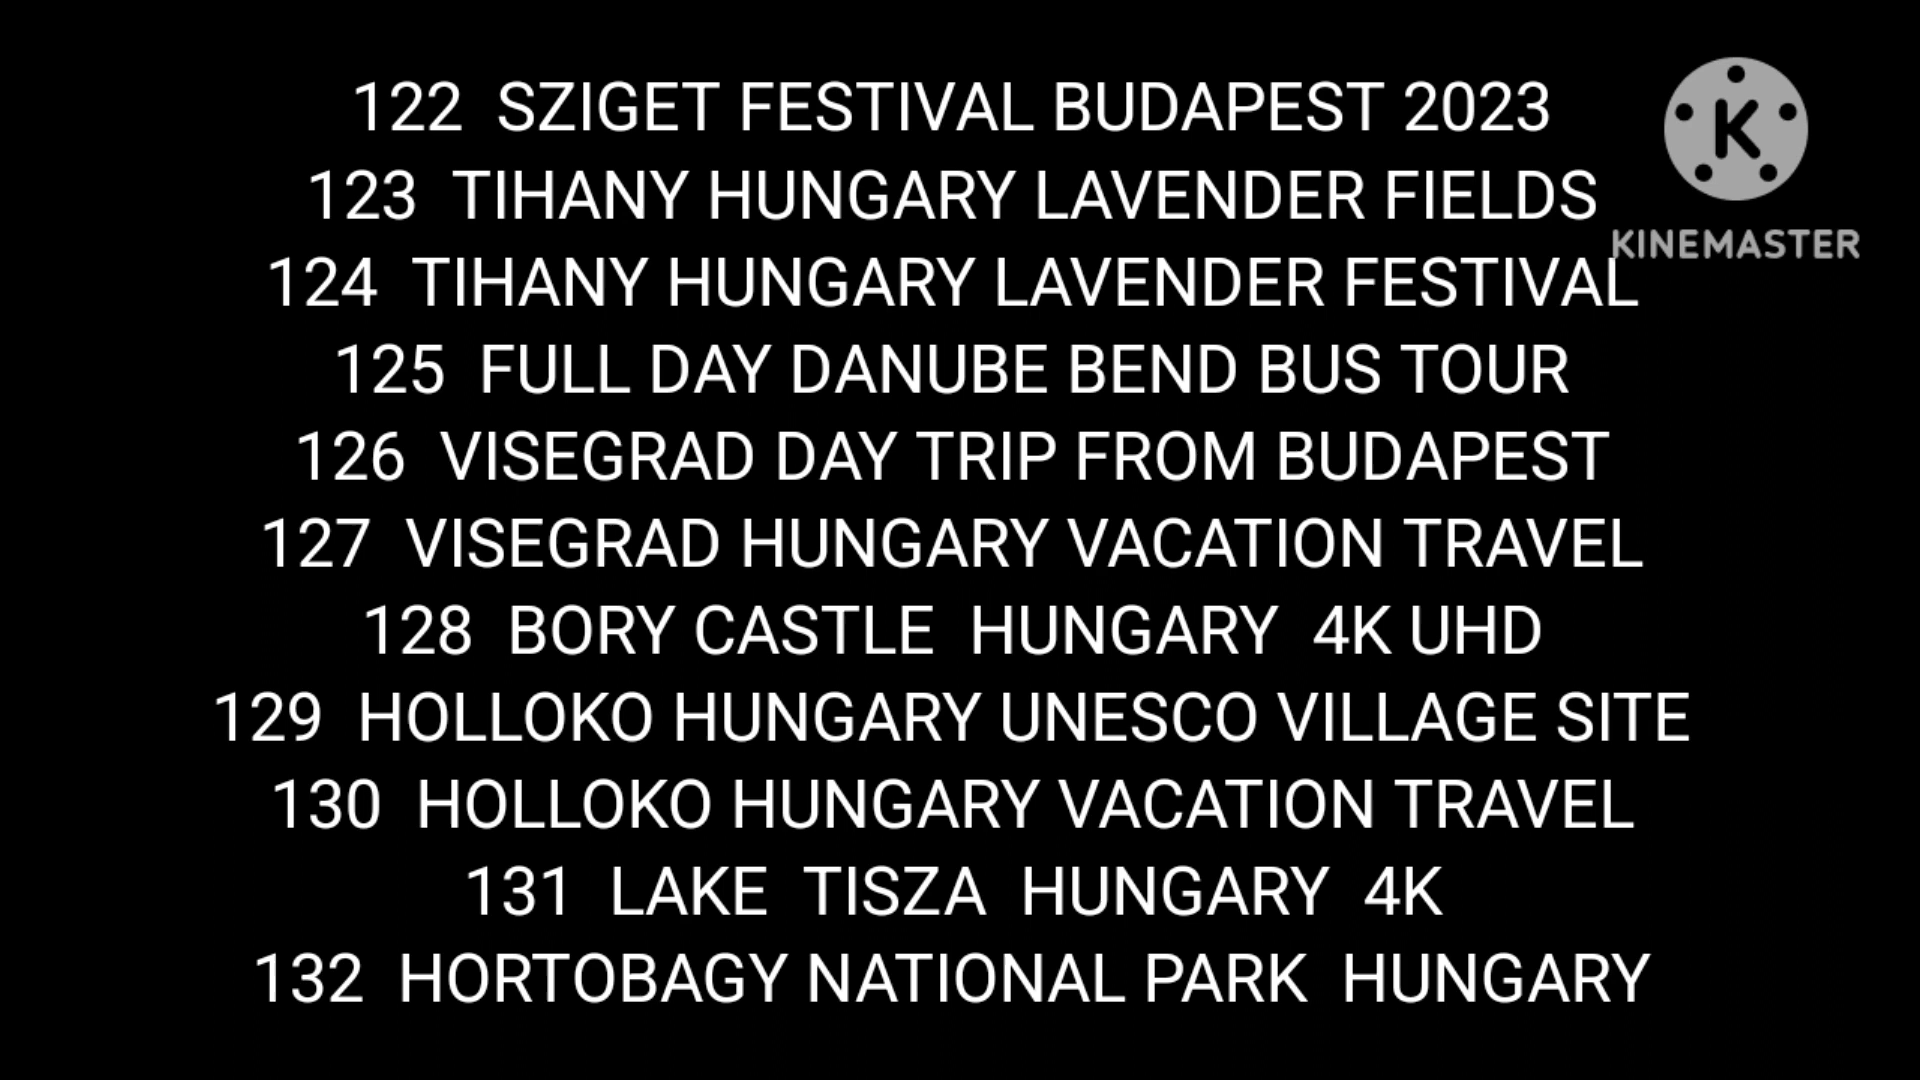 122 SZIGET FESTIVAL BUDAPEST 2023
123 TIHANY HUNGARY LAVENDER FIELDS
KINEMASTER
124 TIHANY HUNGARY LAVENDER FESTIVAL
125 FULL DAY DANUBE BEND BUS TOUR
126 VISEGRAD DAY TRIP FROM BUDAPEST
127 VISEGRAD HUNGARY VACATION TRAVEL
128 BORY CASTLE HUNGARY 4K UHD
129 HOLLOKO HUNGARY UNESCO VILLAGE SITE
130 HOLLOKO HUNGARY VACATION TRAVEL
131 LAKE TISZA HUNGARY 4K
132 HORTOBAGY NATIONAL PARK HUNGARY